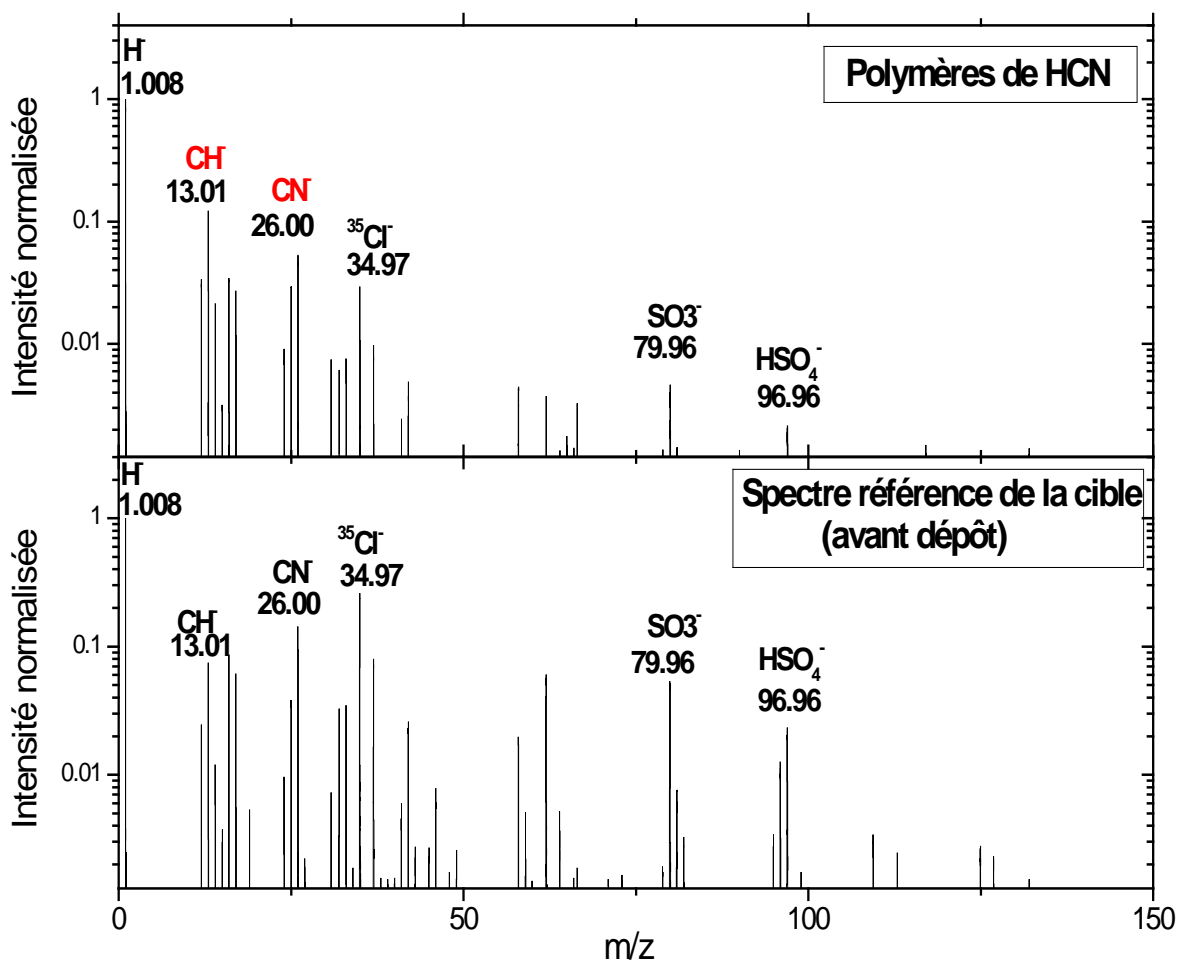 H⁻
1.008
Polymères de HCN
CH⁻
13.01
CN⁻
26.00
³⁵Cl⁻
34.97
SO3⁻
79.96
HSO₄⁻
96.96
1
0.1
0.01
Intensité normalisée
H⁻
1.008
Spectre référence de la cible
(avant dépôt)
CH⁻
13.01
CN⁻
26.00
³⁵Cl⁻
34.97
SO3⁻
79.96
HSO₄⁻
96.96
1
0.1
0.01
Intensité normalisée
0 50 100 150
m/z